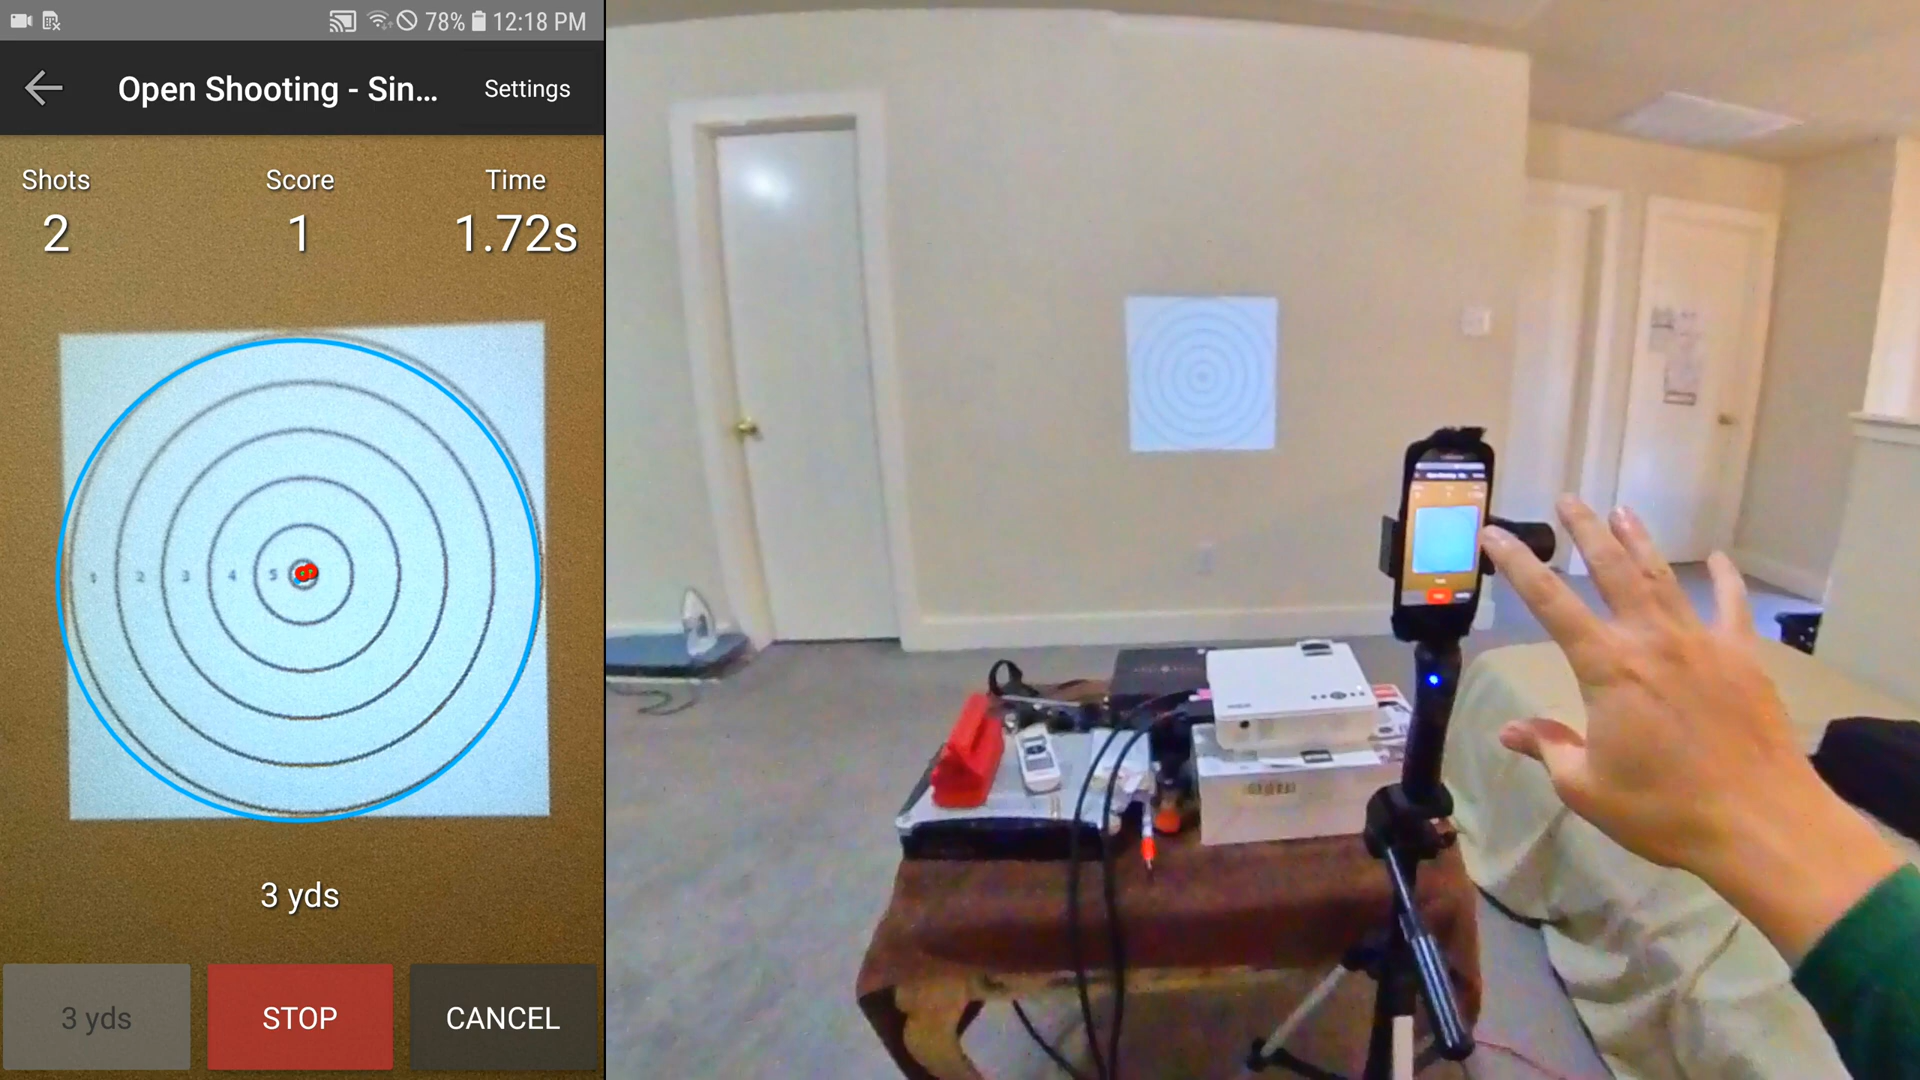 78% 12:18 PM
Open Shooting - Sin...
Settings
Shots
Score
Time
2
1
1.72s
1 2 3 4 5
3 yds
3 yds
STOP
CANCEL